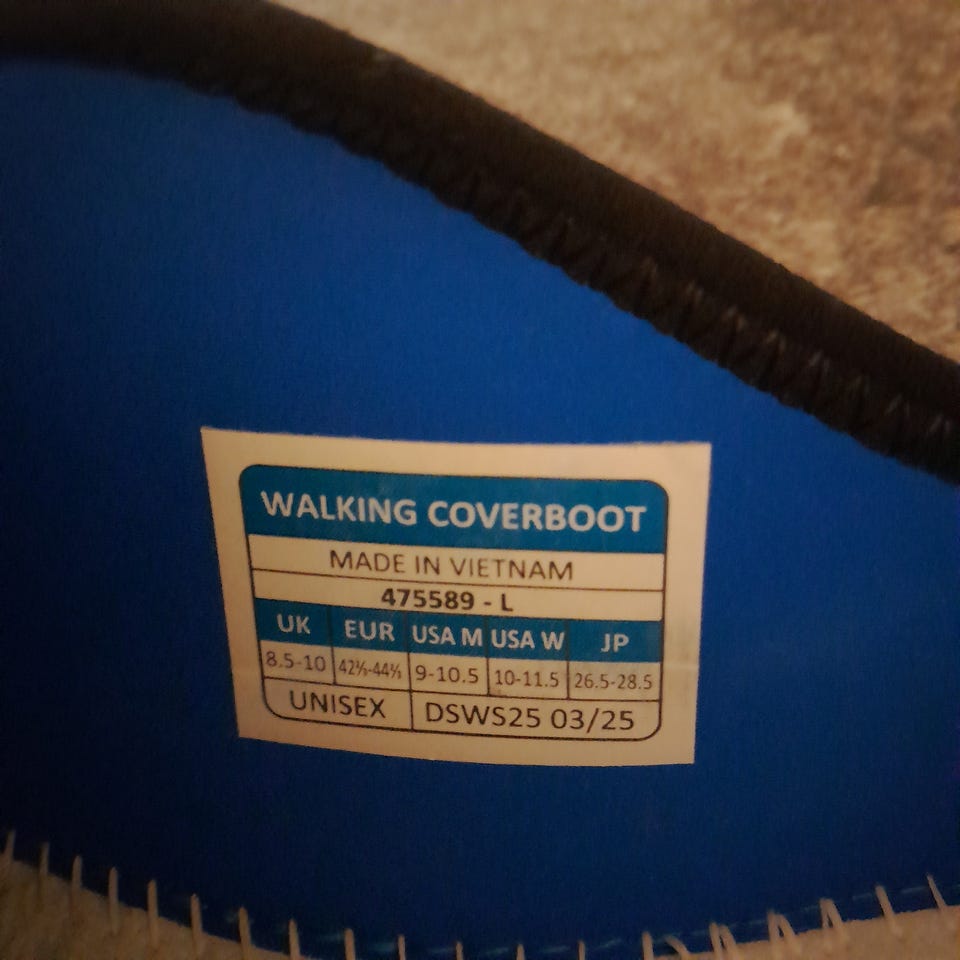 WALKING COVERBOOT
MADE IN VIETNAM
475589 - L
UK EUR USA M USA W JP
8.5-10 42⅔-44⅔ 9-10.5 10-11.5 26.5-28.5
UNISEX DSWS25 03/25